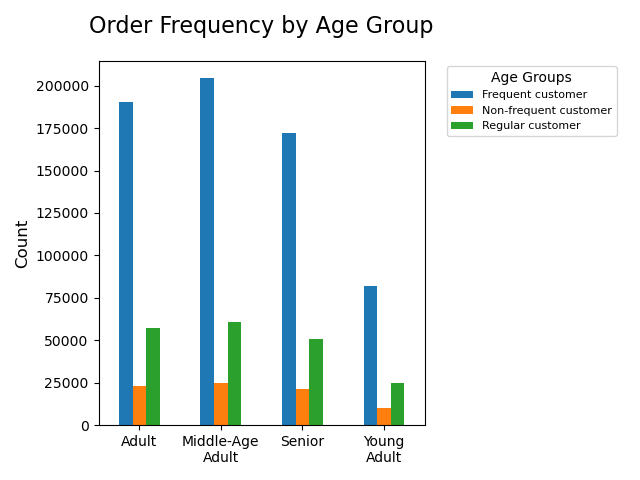 Order Frequency by Age Group
Age Groups
Frequent customer
Non-frequent customer
Regular customer
Count
200000
175000
150000
125000
100000
75000
50000
25000
0
Adult
Middle-Age
Adult
Senior
Young
Adult